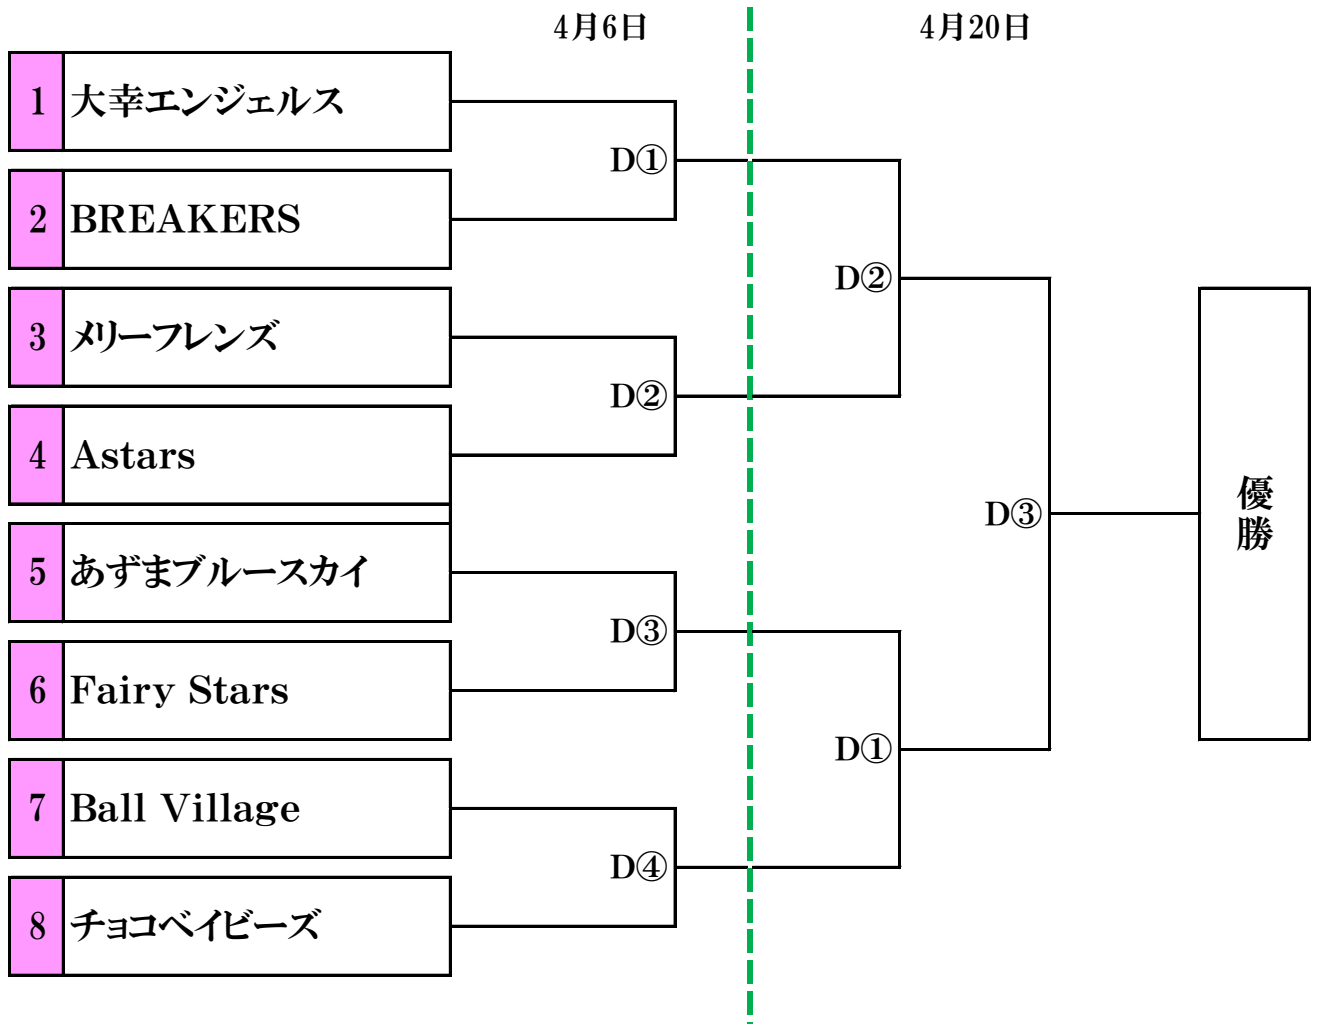 4月6日
4月20日
1 大幸エンジェルス
D①
2 BREAKERS
D②
3 メリーフレンズ
D②
4 Astars
D③
優勝
5 あずまブルースカイ
D③
6 Fairy Stars
D①
7 Ball Village
D④
8 チョコベイビーズ